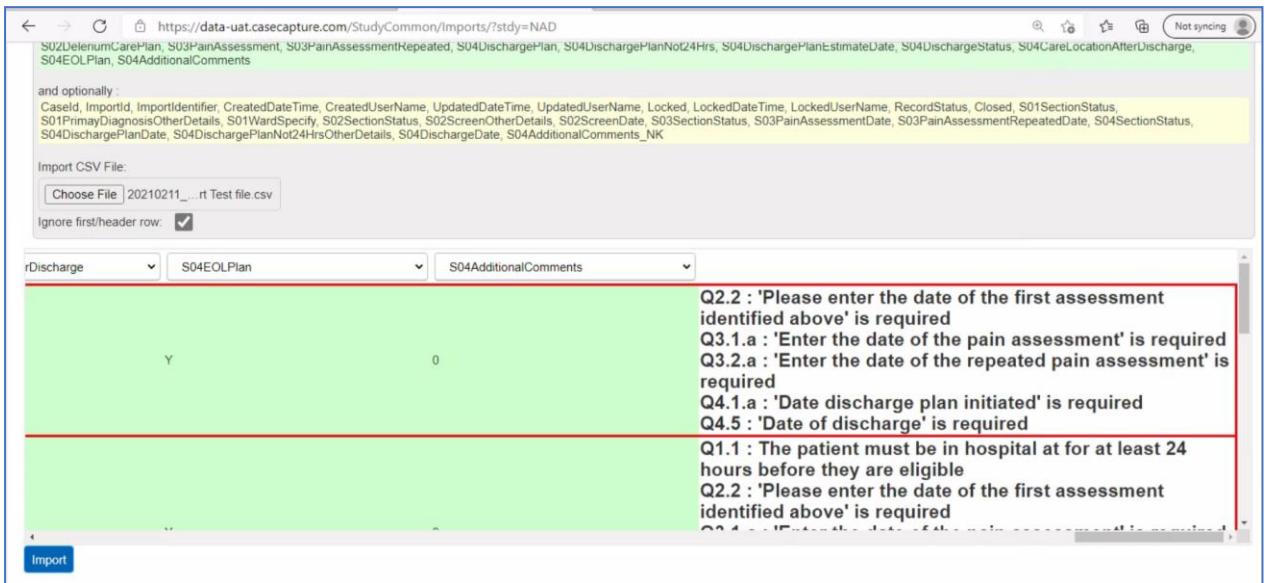 https://data-uat.casecapture.com/StudyCommon/Imports/?stdy=NAD
Not syncing
S02DeleriumCarePlan, S03PainAssessment, S03PainAssessmentRepeated, S04DischargePlan, S04DischargePlanNot24Hrs, S04DischargePlanEstimateDate, S04DischargeStatus, S04CareLocationAfterDischarge,
S04EOLPlan, S04AdditionalComments
and optionally :
CaseId, ImportId, ImportIdentifier, CreatedDateTime, CreatedUserName, UpdatedDateTime, UpdatedUserName, Locked, LockedDateTime, LockedUserName, RecordStatus, Closed, S01SectionStatus,
S01PrimayDiagnosisOtherDetails, S01WardSpecify, S02SectionStatus, S02ScreenOtherDetails, S02ScreenDate, S03SectionStatus, S03PainAssessmentDate, S03PainAssessmentRepeatedDate, S04SectionStatus,
S04DischargePlanDate, S04DischargePlanNot24HrsOtherDetails, S04DischargeDate, S04AdditionalComments_NK
Import CSV File:
Choose File 20210211_...rt Test file.csv
Ignore first/header row:
rDischarge S04EOLPlan S04AdditionalComments
Q2.2 : 'Please enter the date of the first assessment
identified above' is required
Q3.1.a : 'Enter the date of the pain assessment' is required
Y 0
Q3.2.a : 'Enter the date of the repeated pain assessment' is
required
Q4.1.a : 'Date discharge plan initiated' is required
Q4.5 : 'Date of discharge' is required
Q1.1 : The patient must be in hospital at for at least 24
hours before they are eligible
Q2.2 : 'Please enter the date of the first assessment
identified above' is required
Import